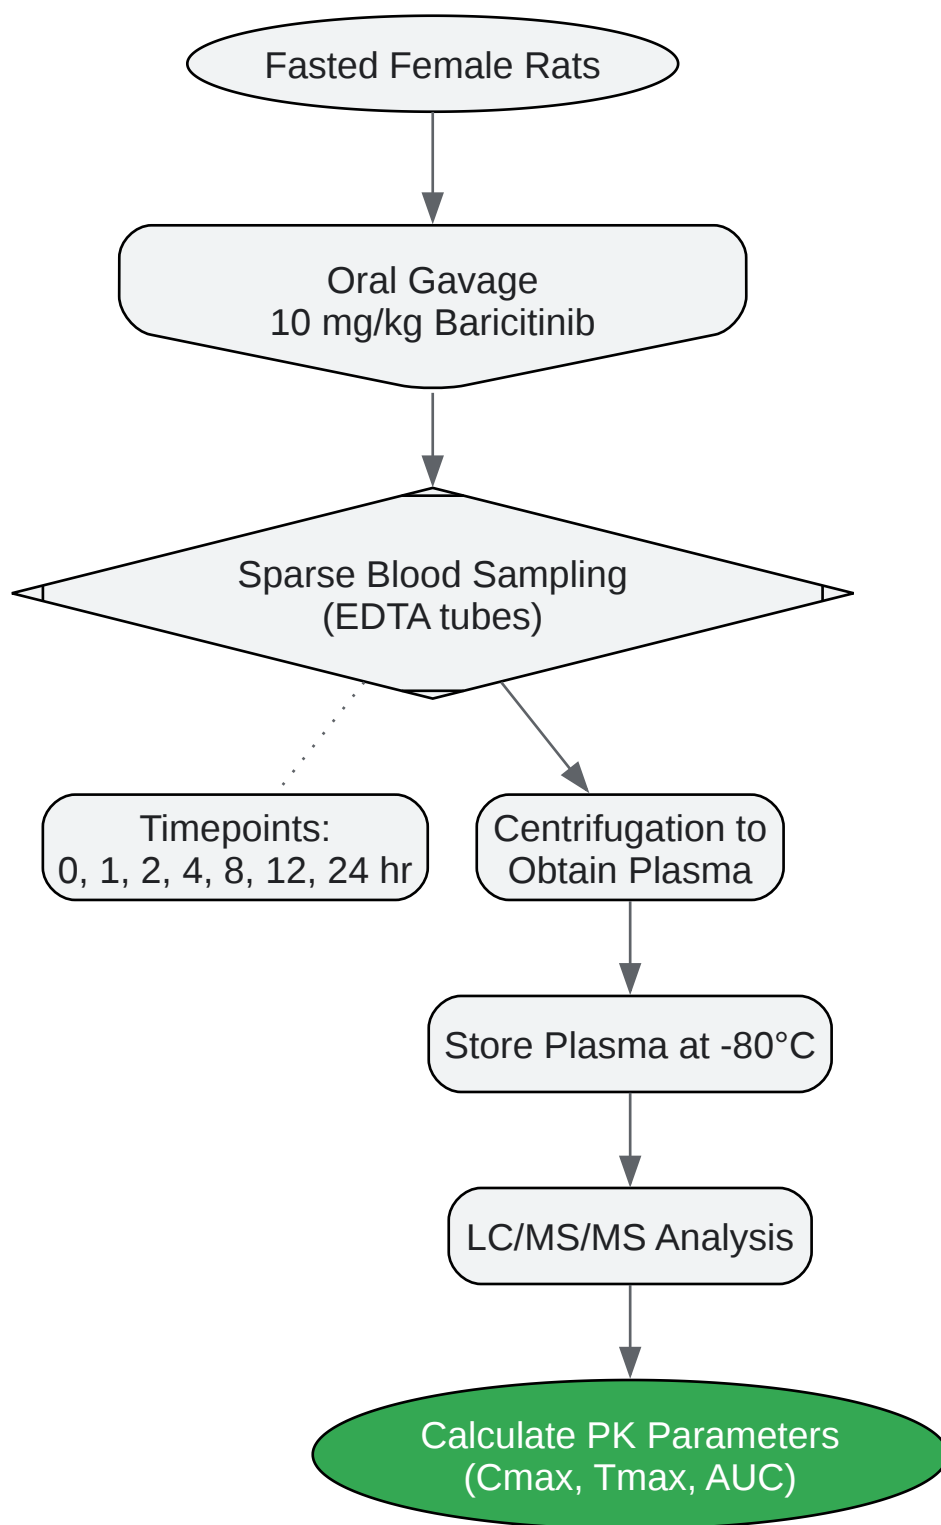 Fasted Female Rats
Oral Gavage
10 mg/kg Baricitinib
Sparse Blood Sampling
(EDTA tubes)
Timepoints:
0, 1, 2, 4, 8, 12, 24 hr
Centrifugation to
Obtain Plasma
Store Plasma at -80°C
LC/MS/MS Analysis
Calculate PK Parameters
(Cmax, Tmax, AUC)